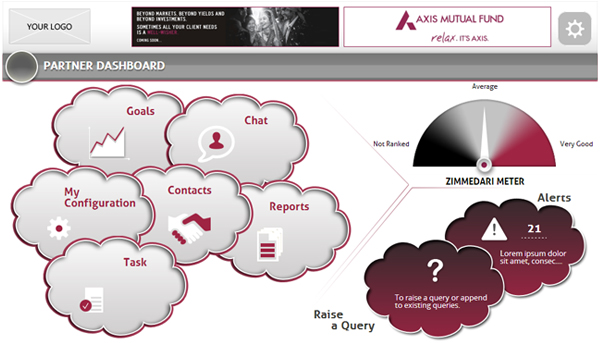 YOUR LOGO
BEYOND MARKETS. BEYOND YIELDS AND
BEYOND INVESTMENTS.
SOMETIMES ALL YOUR CLIENT NEEDS
IS A WELL-WISHER
COMING SOON...
AXIS MUTUAL FUND
relax. IT'S AXIS.
PARTNER DASHBOARD
Goals
Chat
My
Configuration
Contacts
Reports
Task
Average
Not Ranked
Very Good
ZIMMEDARI METER
Alerts
!
21
Lorem ipsum dolor
sit amet, consec....
?
To raise a query or append
to existing queries.
Raise
a Query